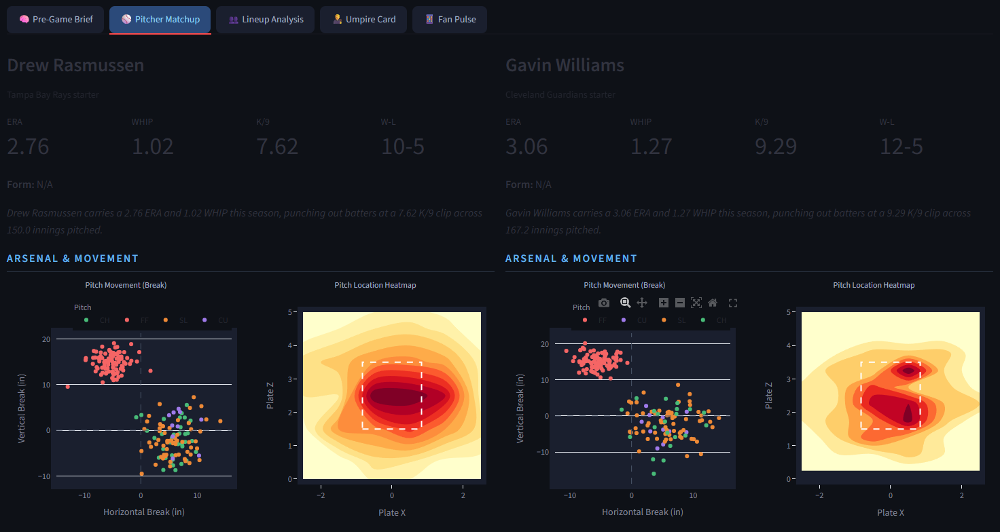 Pre-Game Brief
Pitcher Matchup
Lineup Analysis
Umpire Card
Fan Pulse
Drew Rasmussen
Tampa Bay Rays starter
ERA WHIP K/9 W-L
2.76 1.02 7.62 10-5
Form: N/A
Drew Rasmussen carries a 2.76 ERA and 1.02 WHIP this season, punching out batters at a 7.62 K/9 clip across
150.0 innings pitched.
ARSENAL & MOVEMENT
Pitch Movement (Break)
Pitch
CH FF SL CU
20
10
0
−10
Vertical Break (in)
−10 0 10
Horizontal Break (in)
Pitch Location Heatmap
5
4
3
2
1
0
Plate Z
−2 0 2
Plate X
Gavin Williams
Cleveland Guardians starter
ERA WHIP K/9 W-L
3.06 1.27 9.29 12-5
Form: N/A
Gavin Williams carries a 3.06 ERA and 1.27 WHIP this season, punching out batters at a 9.29 K/9 clip across
167.2 innings pitched.
ARSENAL & MOVEMENT
Pitch Movement (Break)
Pitch
FF CU SL CH
20
10
0
−10
Vertical Break (in)
−10 0 10
Horizontal Break (in)
Pitch Location Heatmap
5
4
3
2
1
0
Plate Z
−2 0 2
Plate X